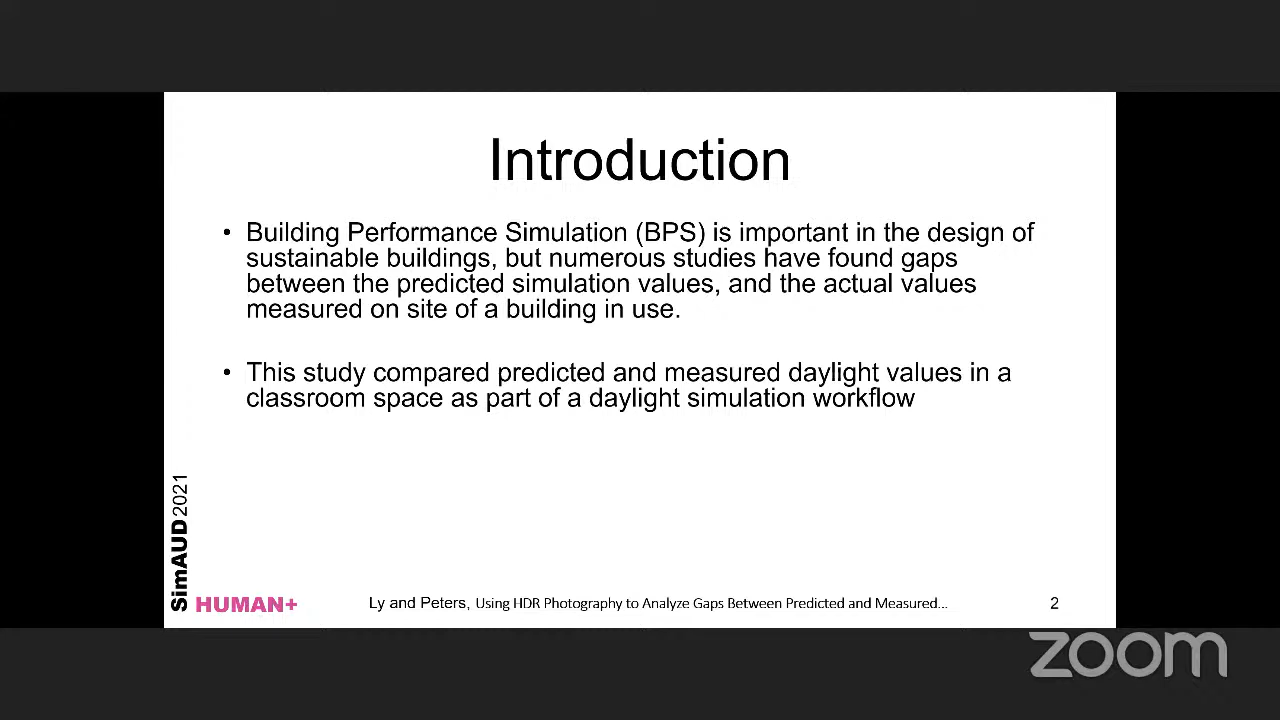 Introduction
• Building Performance Simulation (BPS) is important in the design of
sustainable buildings, but numerous studies have found gaps
between the predicted simulation values, and the actual values
measured on site of a building in use.
• This study compared predicted and measured daylight values in a
classroom space as part of a daylight simulation workflow
SimAUD2021
HUMAN+
Ly and Peters, Using HDR Photography to Analyze Gaps Between Predicted and Measured...
2
zoom